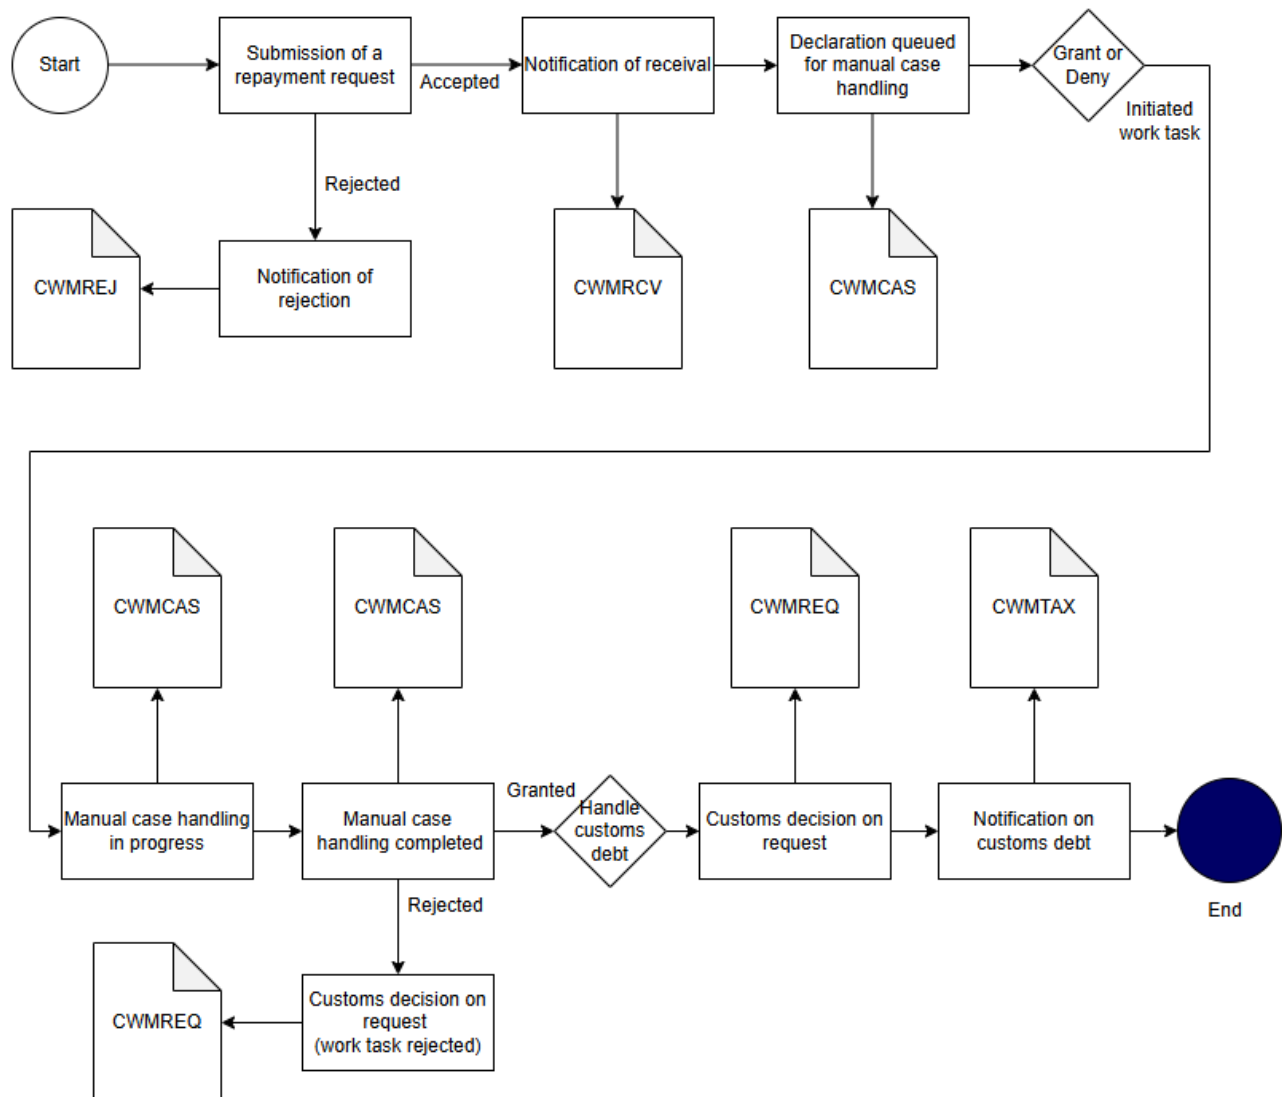 Start
Submission of a
repayment request
Accepted
Notification of receival
Declaration queued
for manual case
handling
Grant or
Deny
Initiated
work task
Rejected
CWMREJ
Notification of
rejection
CWMRCV
CWMCAS
CWMCAS
CWMCAS
CWMREQ
CWMTAX
Manual case handling
in progress
Manual case
handling completed
Granted
Handle
customs
debt
Customs decision on
request
Notification on
customs debt
End
Rejected
CWMREQ
Customs decision on
request
(work task rejected)